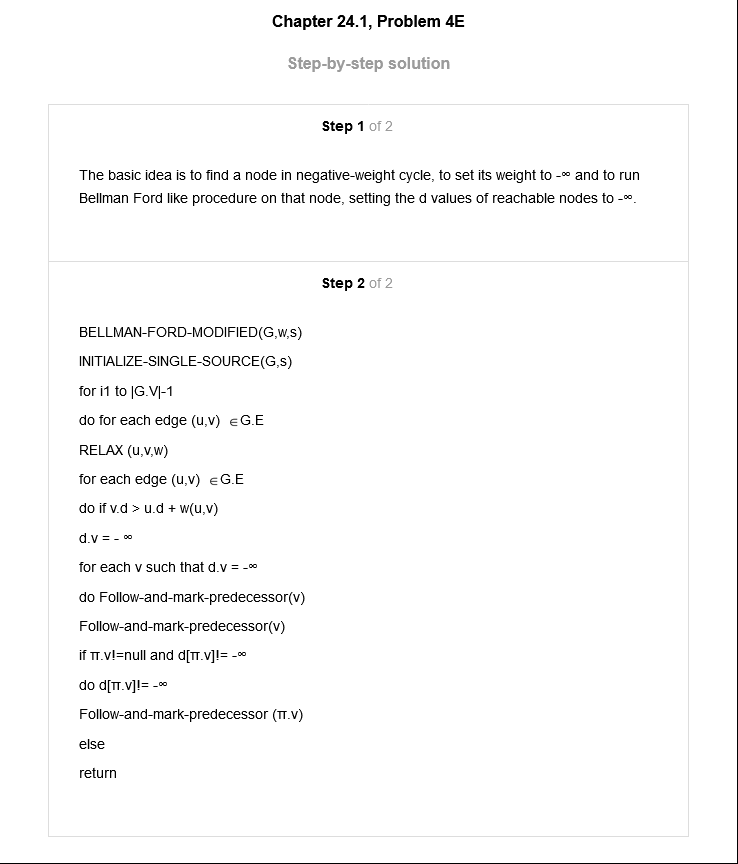 Chapter 24.1, Problem 4E
Step-by-step solution
Step 1 of 2
The basic idea is to find a node in negative-weight cycle, to set its weight to -∞ and to run
Bellman Ford like procedure on that node, setting the d values of reachable nodes to -∞.
Step 2 of 2
BELLMAN-FORD-MODIFIED(G,w,s)
INITIALIZE-SINGLE-SOURCE(G,s)
for i1 to |G.V|-1
do for each edge (u,v) ∈G.E
RELAX (u,v,w)
for each edge (u,v) ∈G.E
do if v.d > u.d + w(u,v)
d.v = - ∞
for each v such that d.v = -∞
do Follow-and-mark-predecessor(v)
Follow-and-mark-predecessor(v)
if π.v!=null and d[π.v]!= -∞
do d[π.v]!= -∞
Follow-and-mark-predecessor (π.v)
else
return